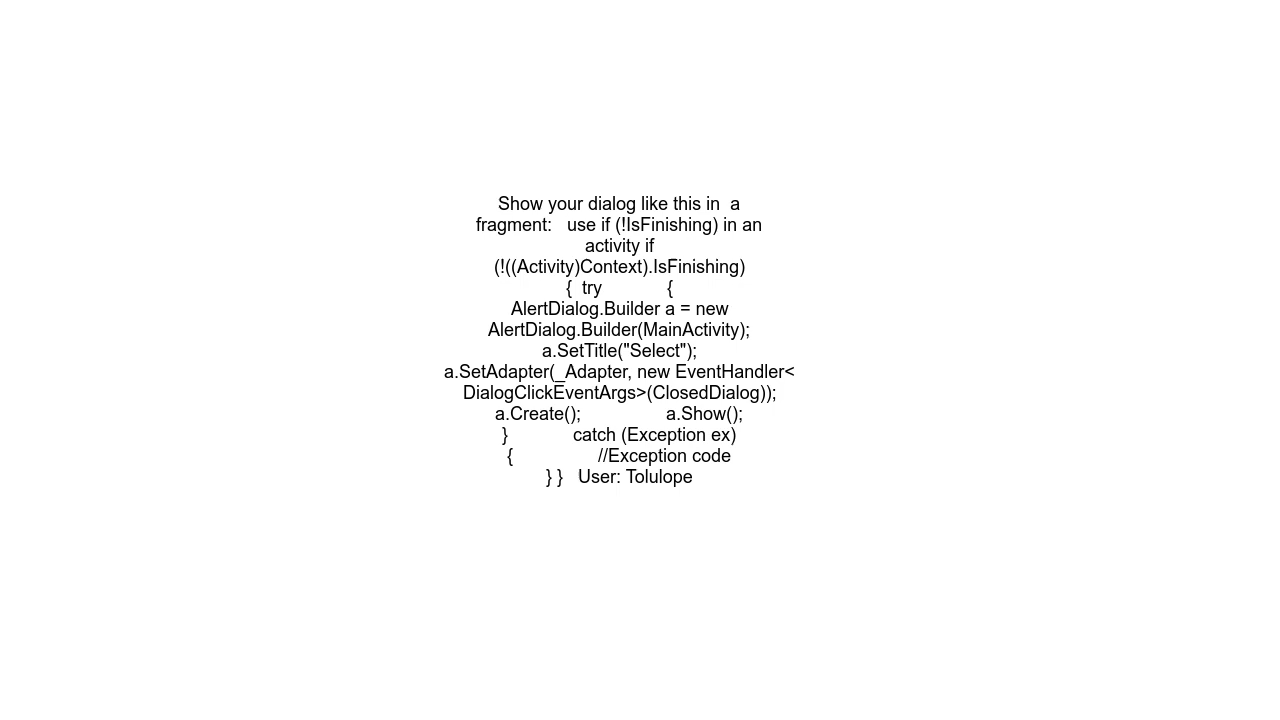 Show your dialog like this in  a
fragment:   use if (!IsFinishing) in an
activity if
(!((Activity)Context).IsFinishing)
{  try             {
AlertDialog.Builder a = new
AlertDialog.Builder(MainActivity);
a.SetTitle("Select");
a.SetAdapter(_Adapter, new EventHandler<
DialogClickEventArgs>(ClosedDialog));
a.Create();                 a.Show();
}             catch (Exception ex)
{                 //Exception code
} }   User: Tolulope